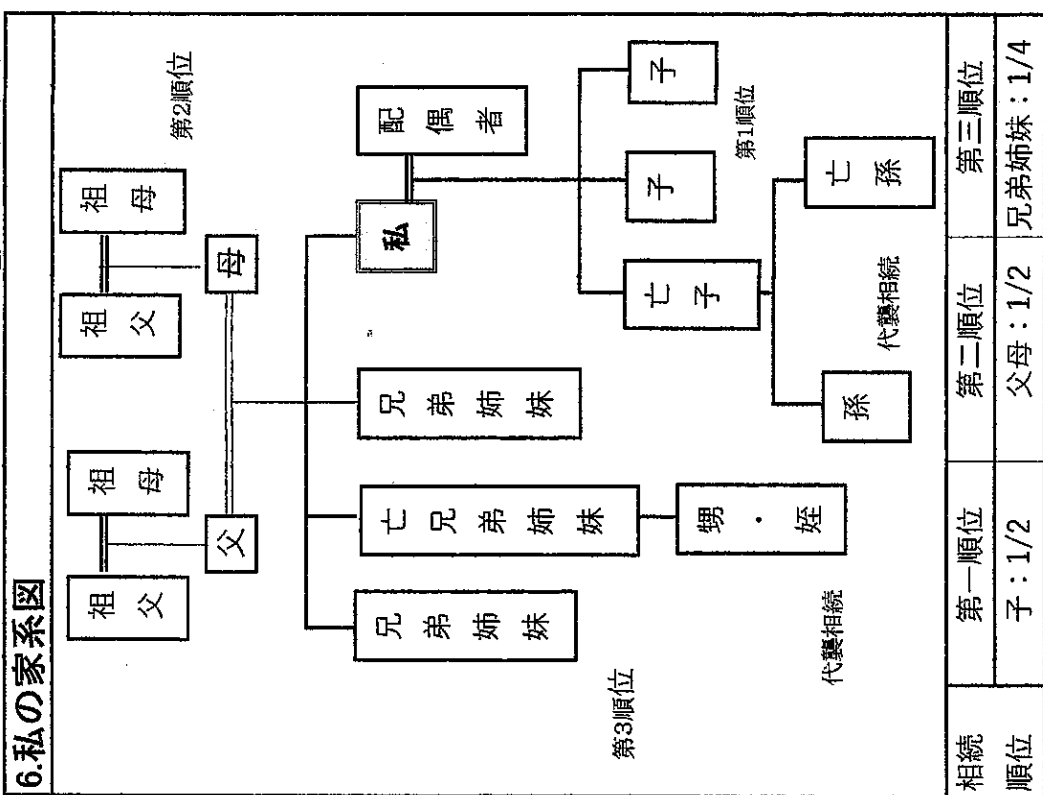 6.私の家系図
祖父
祖母
祖父
祖母
第2順位
父
母
兄弟姉妹
亡兄弟姉妹
兄弟姉妹
私
配偶者
第3順位
甥・姪
代襲相続
亡子
子
子
第1順位
孫
代襲相続
亡孫
相続順位
第一順位
第二順位
第三順位
子：1/2
父母：1/2
兄弟姉妹：1/4